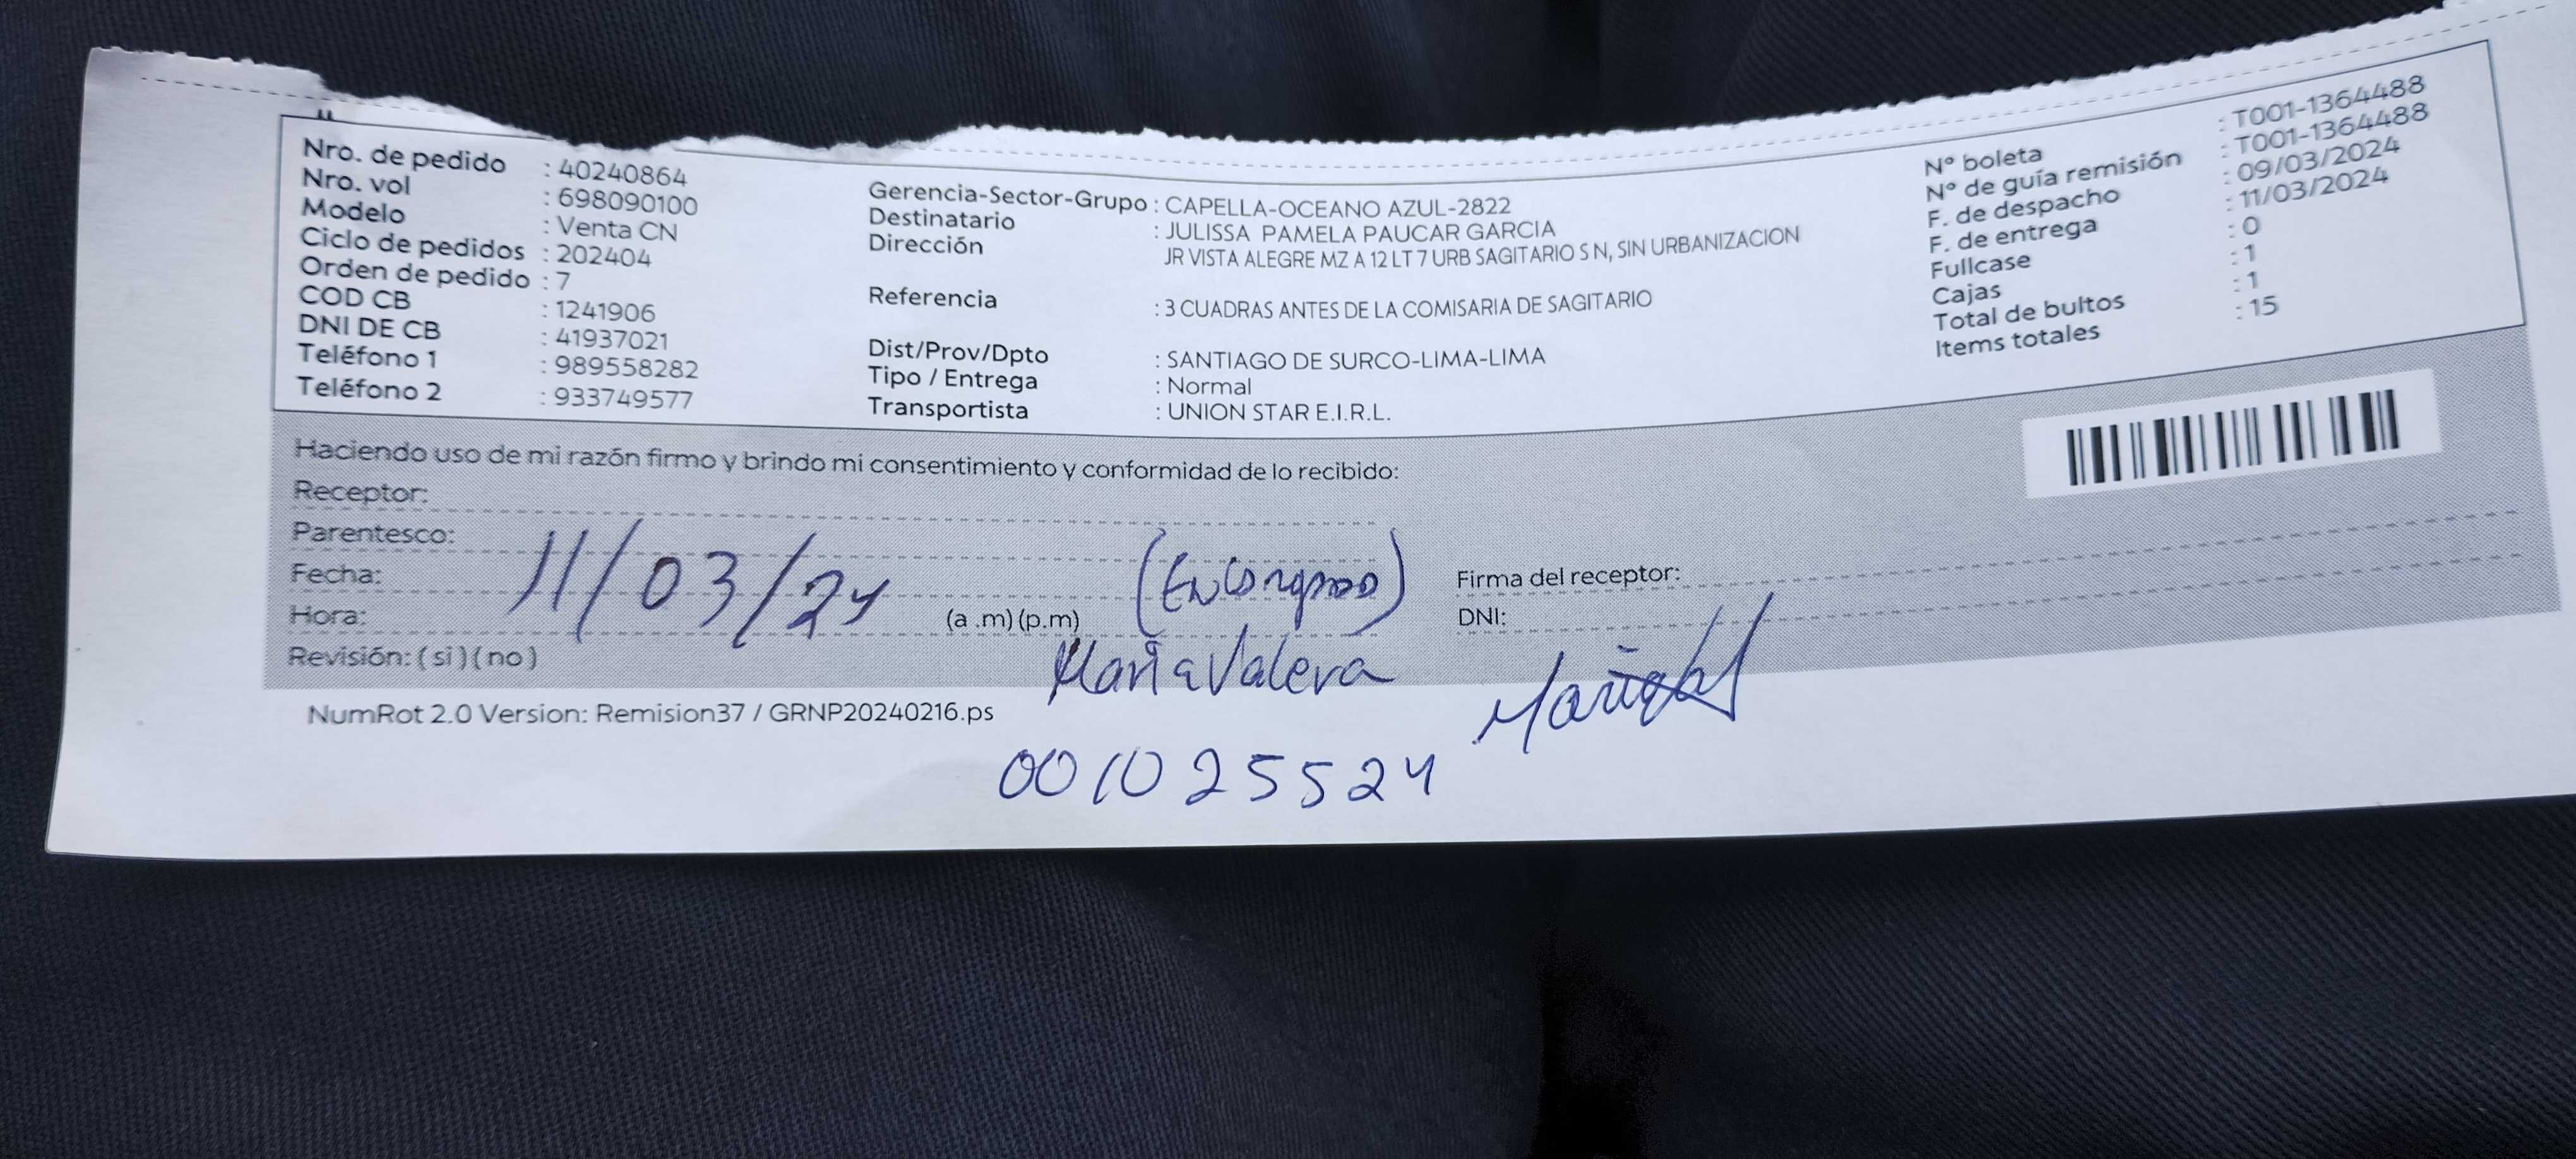 Nro. de pedido : 40240864
Nro. vol : 698090100
Modelo : Venta CN
Ciclo de pedidos : 202404
Orden de pedido : 7
COD CB : 1241906
DNI DE CB : 41937021
Teléfono 1 : 989558282
Teléfono 2 : 933749577
Gerencia-Sector-Grupo : CAPELLA-OCEANO AZUL-2822
Destinatario : JULISSA PAMELA PAUCAR GARCIA
Dirección JR VISTA ALEGRE MZ A 12 LT 7 URB SAGITARIO S N, SIN URBANIZACION
Referencia : 3 CUADRAS ANTES DE LA COMISARIA DE SAGITARIO
Dist/Prov/Dpto : SANTIAGO DE SURCO-LIMA-LIMA
Tipo / Entrega : Normal
Transportista : UNION STAR E.I.R.L.
N° boleta : T001-1364488
N° de guía remisión : T001-1364488
F. de despacho : 09/03/2024
F. de entrega : 11/03/2024
Fullcase : 0
Cajas : 1
Total de bultos : 1
Items totales : 15
Haciendo uso de mi razón firmo y brindo mi consentimiento y conformidad de lo recibido:
Receptor:
Parentesco:
Fecha: 11/03/24
Hora: (a .m) (p.m)
Revisión: ( si ) ( no )
Firma del receptor:
DNI:
Maria Valera
NumRot 2.0 Version: Remision37 / GRNP20240216.ps
001025524